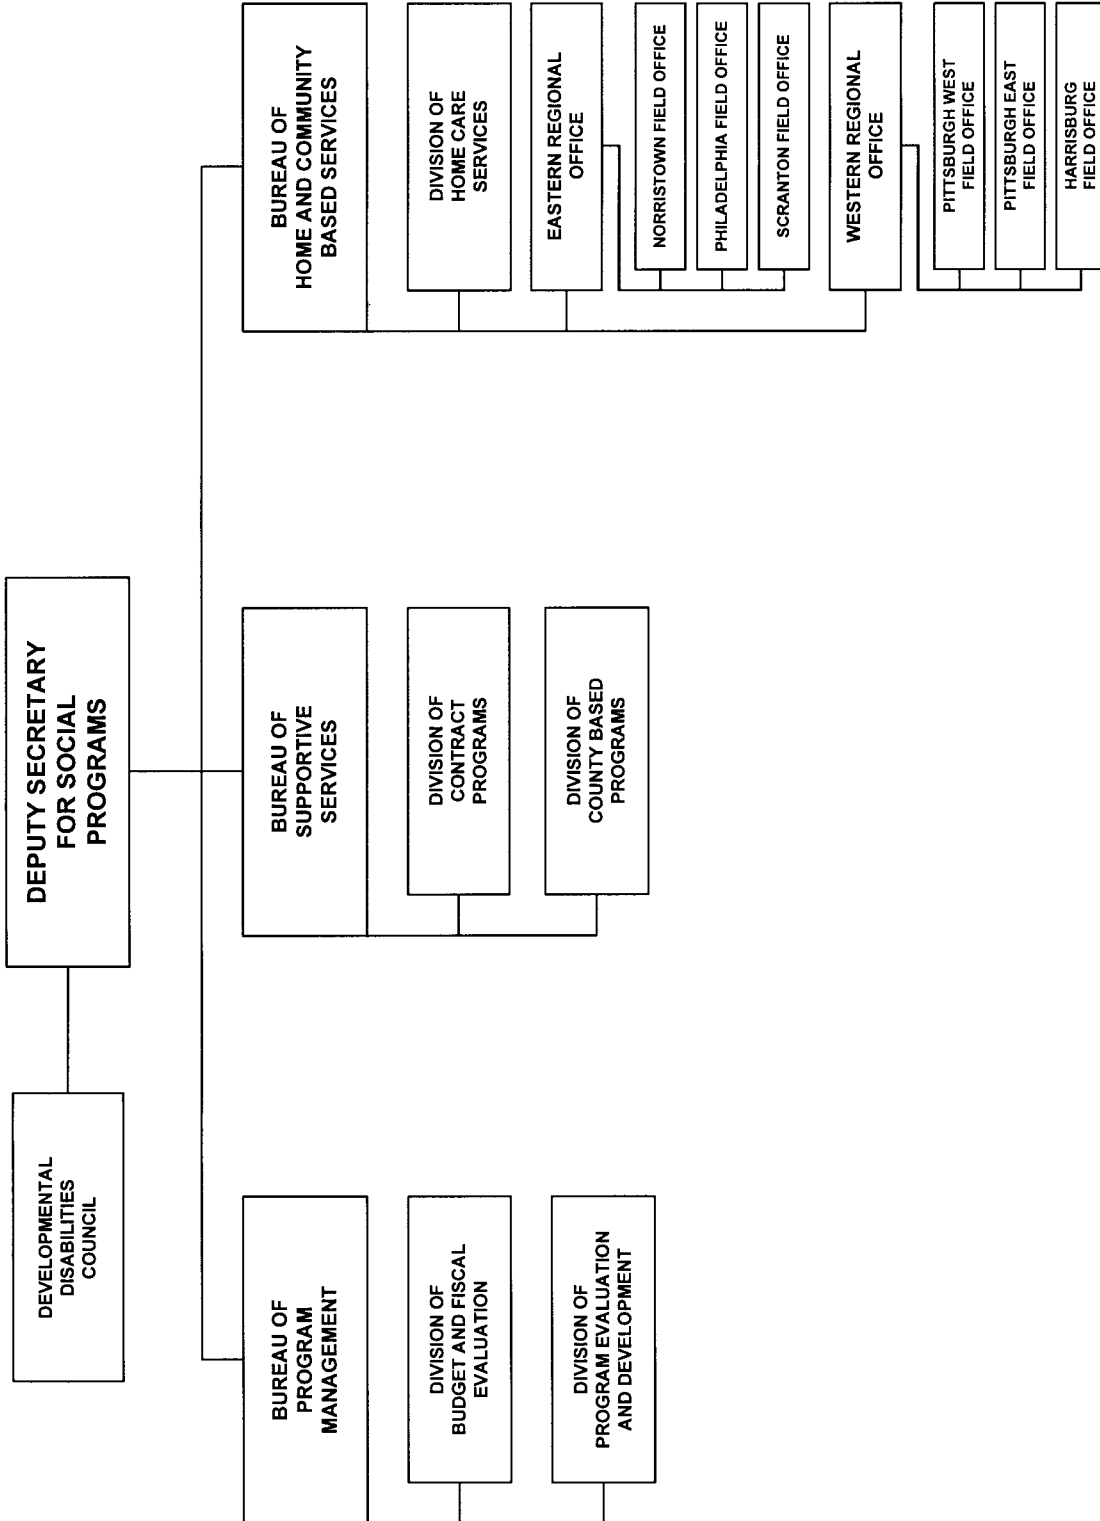 DEPUTY SECRETARY
FOR SOCIAL
PROGRAMS
DEVELOPMENTAL
DISABILITIES
COUNCIL
BUREAU OF
PROGRAM
MANAGEMENT
DIVISION OF
BUDGET AND FISCAL
EVALUATION
DIVISION OF
PROGRAM EVALUATION
AND DEVELOPMENT
BUREAU OF
SUPPORTIVE
SERVICES
DIVISION OF
CONTRACT
PROGRAMS
DIVISION OF
COUNTY BASED
PROGRAMS
BUREAU OF
HOME AND COMMUNITY
BASED SERVICES
DIVISION OF
HOME CARE
SERVICES
EASTERN REGIONAL
OFFICE
NORRISTOWN FIELD OFFICE
PHILADELPHIA FIELD OFFICE
SCRANTON FIELD OFFICE
WESTERN REGIONAL
OFFICE
PITTSBURGH WEST
FIELD OFFICE
PITTSBURGH EAST
FIELD OFFICE
HARRISBURG
FIELD OFFICE